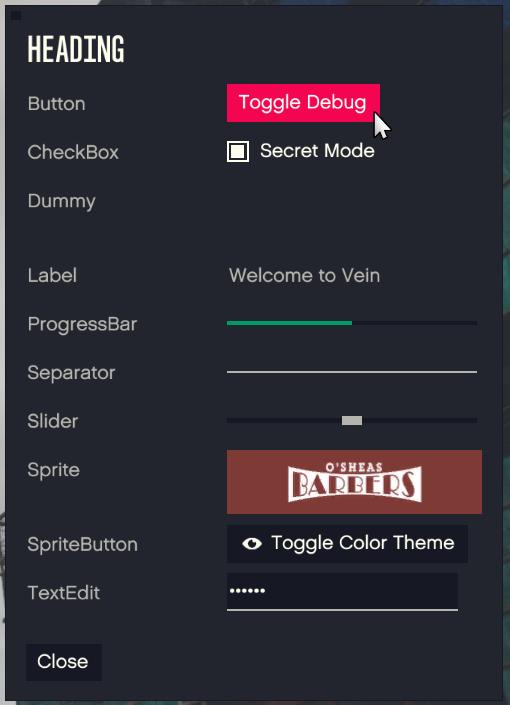 HEADING
Button Toggle Debug
CheckBox Secret Mode
Dummy
Label Welcome to Vein
ProgressBar
Separator
Slider
Sprite O'SHEAS
BARBERS
SpriteButton Toggle Color Theme
TextEdit ••••••
Close